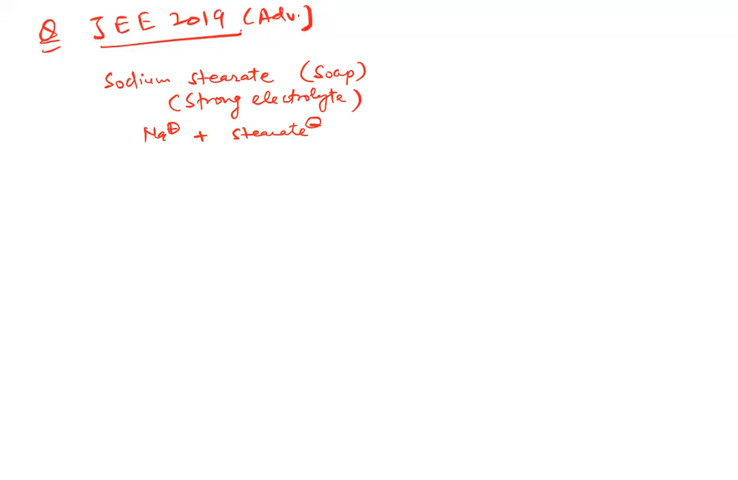 Q JEE 2019 (Adv.]
Sodium stearate (Soap)
(Strong electrolyte)
Na⊕ + stearate⊖